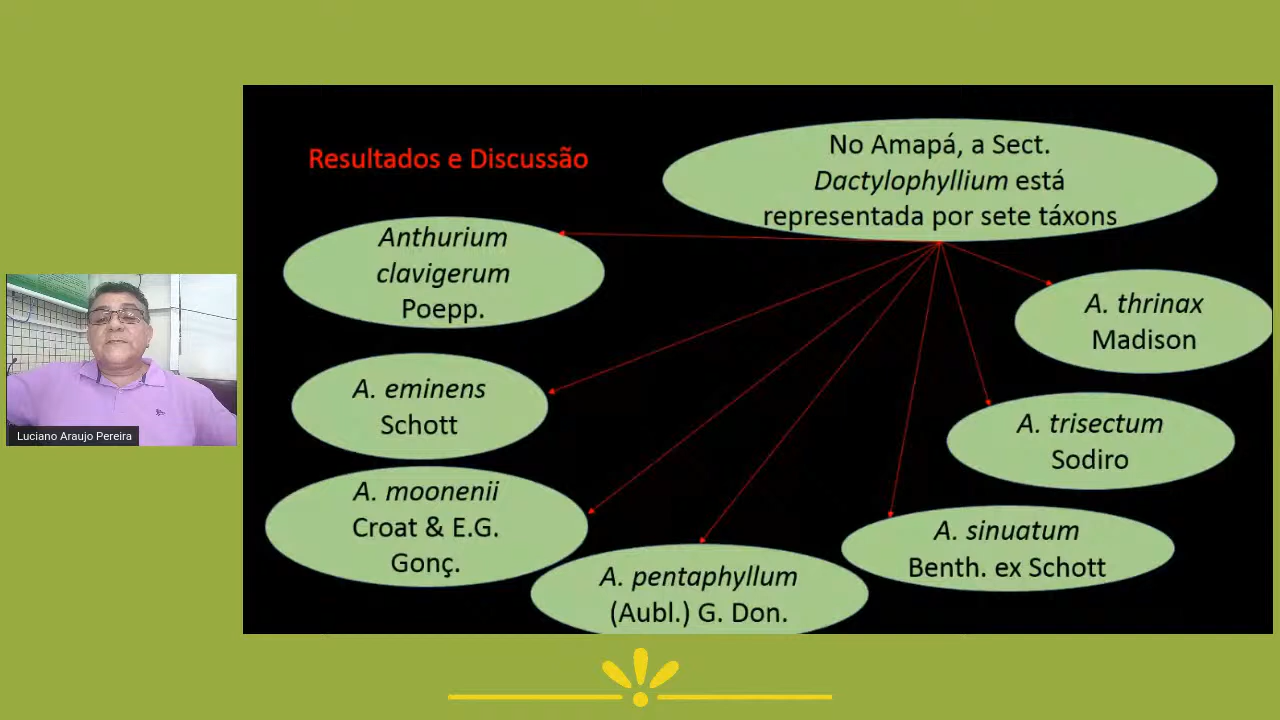 Resultados e Discussão
No Amapá, a Sect.
Dactylophyllium está
representada por sete táxons
Anthurium
clavigerum
Poepp.
A. eminens
Schott
A. moonenii
Croat & E.G.
Gonç.
A. pentaphyllum
(Aubl.) G. Don.
A. sinuatum
Benth. ex Schott
A. trisectum
Sodiro
A. thrinax
Madison
Luciano Araujo Pereira